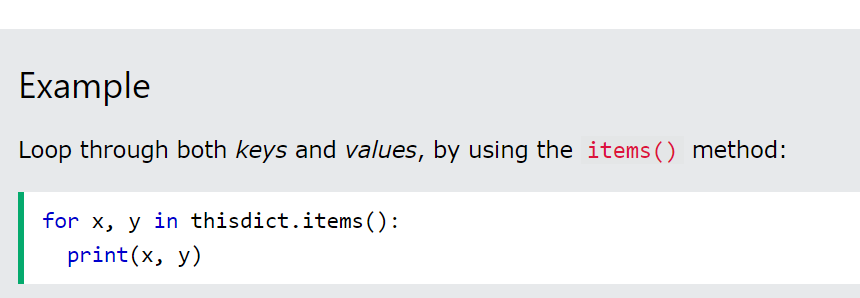 Example
Loop through both keys and values, by using the items() method:
for x, y in thisdict.items():
  print(x, y)